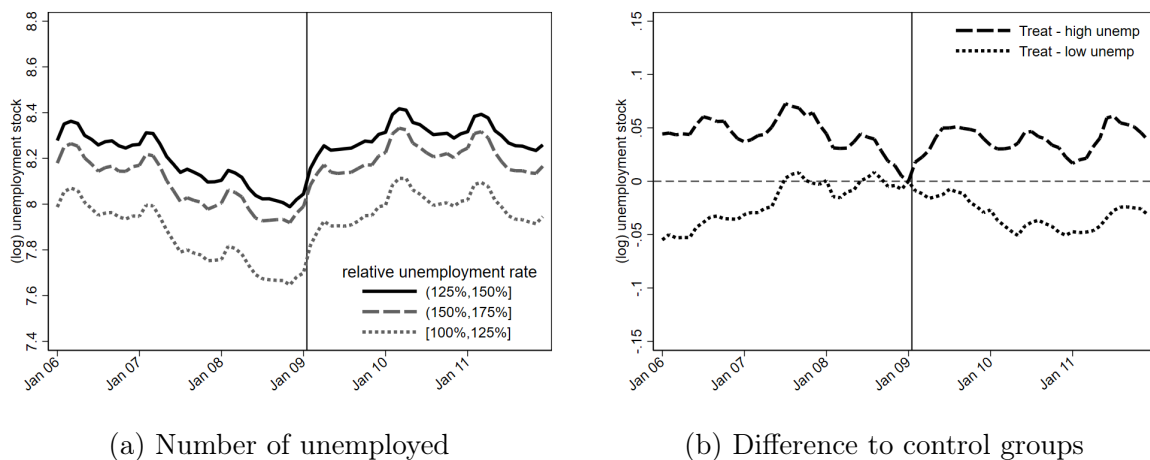 (log) unemployment stock
8.8
8.6
8.4
8.2
8
7.8
7.6
7.4
relative unemployment rate
(125%,150%]
(150%,175%]
[100%,125%]
Jan 06
Jan 07
Jan 08
Jan 09
Jan 10
Jan 11
(a) Number of unemployed
(log) unemployment stock
.15
.1
.05
0
-.05
-.1
-.15
Treat - high unemp
Treat - low unemp
Jan 06
Jan 07
Jan 08
Jan 09
Jan 10
Jan 11
(b) Difference to control groups